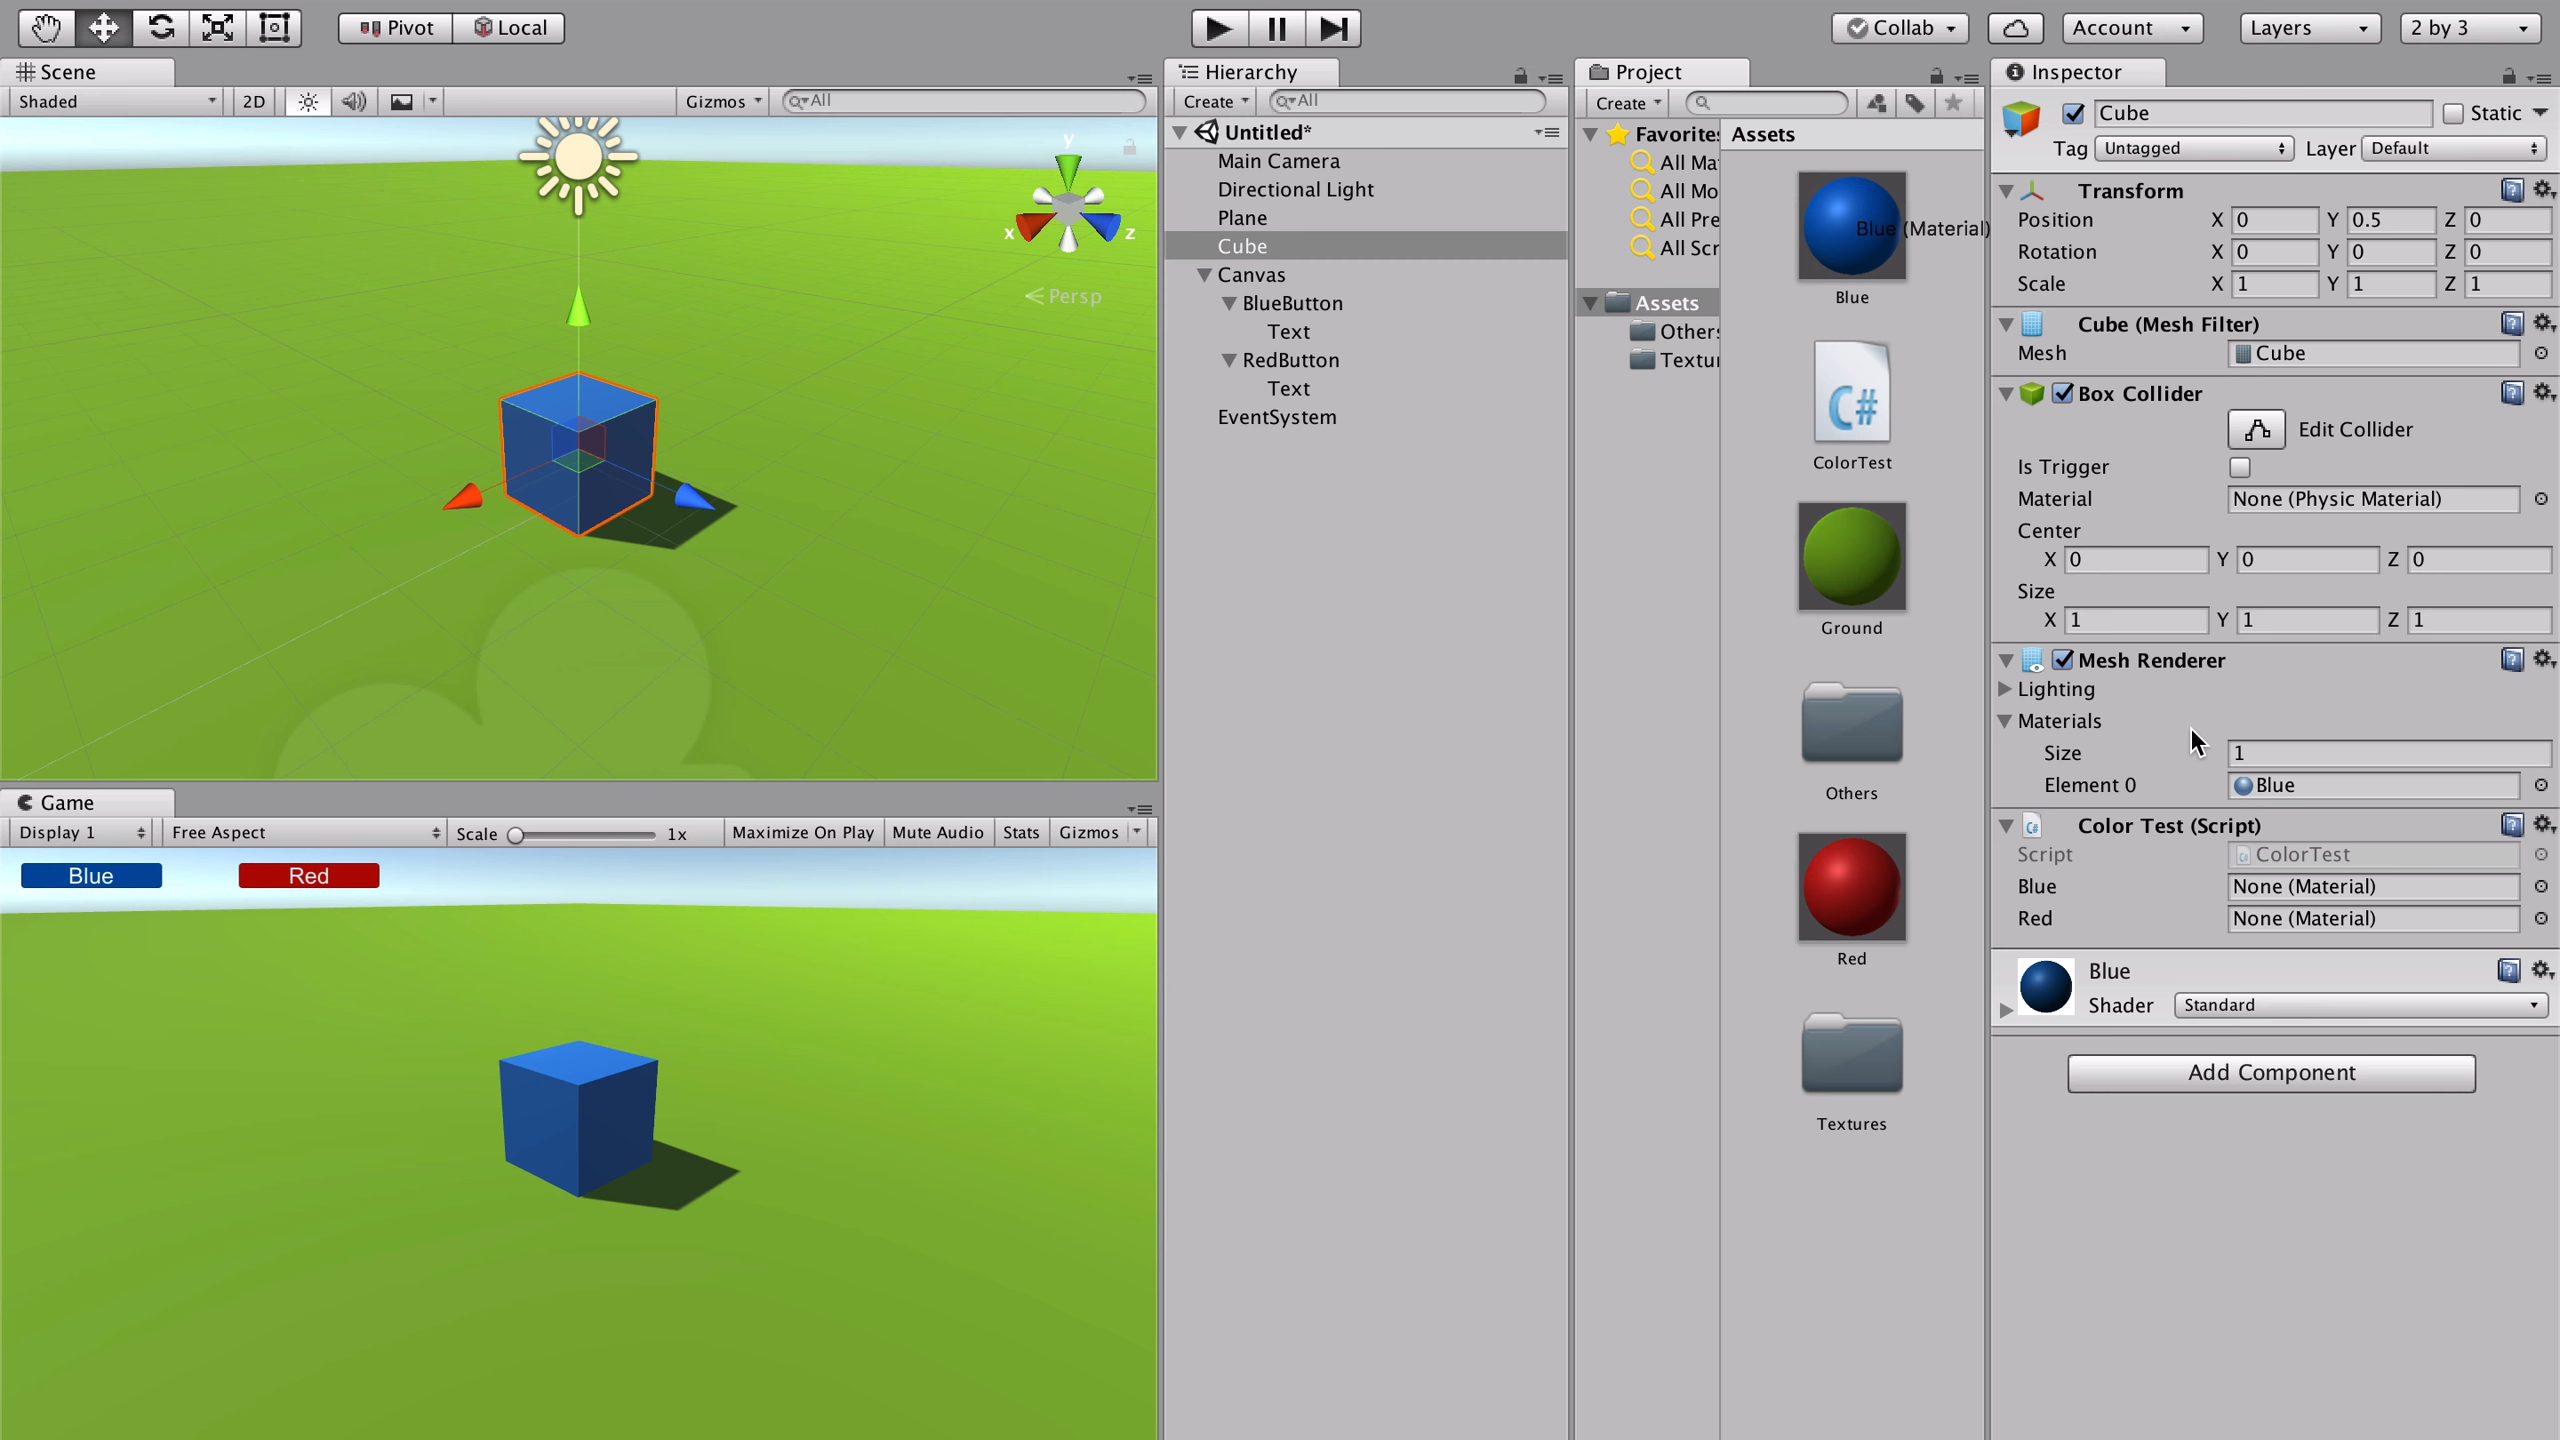 Pivot Local Collab Account Layers 2 by 3
Scene
Shaded 2D Gizmos All
y
x z
Persp
Game
Display 1 Free Aspect Scale 1x Maximize On Play Mute Audio Stats Gizmos
Blue Red
Hierarchy
Create All
Untitled*
Main Camera
Directional Light
Plane
Cube
Canvas
BlueButton
Text
RedButton
Text
EventSystem
Project
Create
Favorites
All Ma
All Mo
All Pre
All Scr
Assets
Others
Textur
Assets
Blue (Material)
Blue
C#
ColorTest
Ground
Others
Red
Textures
Inspector
Cube Static
Tag Untagged Layer Default
Transform
Position X 0 Y 0.5 Z 0
Rotation X 0 Y 0 Z 0
Scale X 1 Y 1 Z 1
Cube (Mesh Filter)
Mesh Cube
Box Collider
Edit Collider
Is Trigger
Material None (Physic Material)
Center
X 0 Y 0 Z 0
Size
X 1 Y 1 Z 1
Mesh Renderer
Lighting
Materials
Size 1
Element 0 Blue
C# Color Test (Script)
Script ColorTest
Blue None (Material)
Red None (Material)
Blue
Shader Standard
Add Component